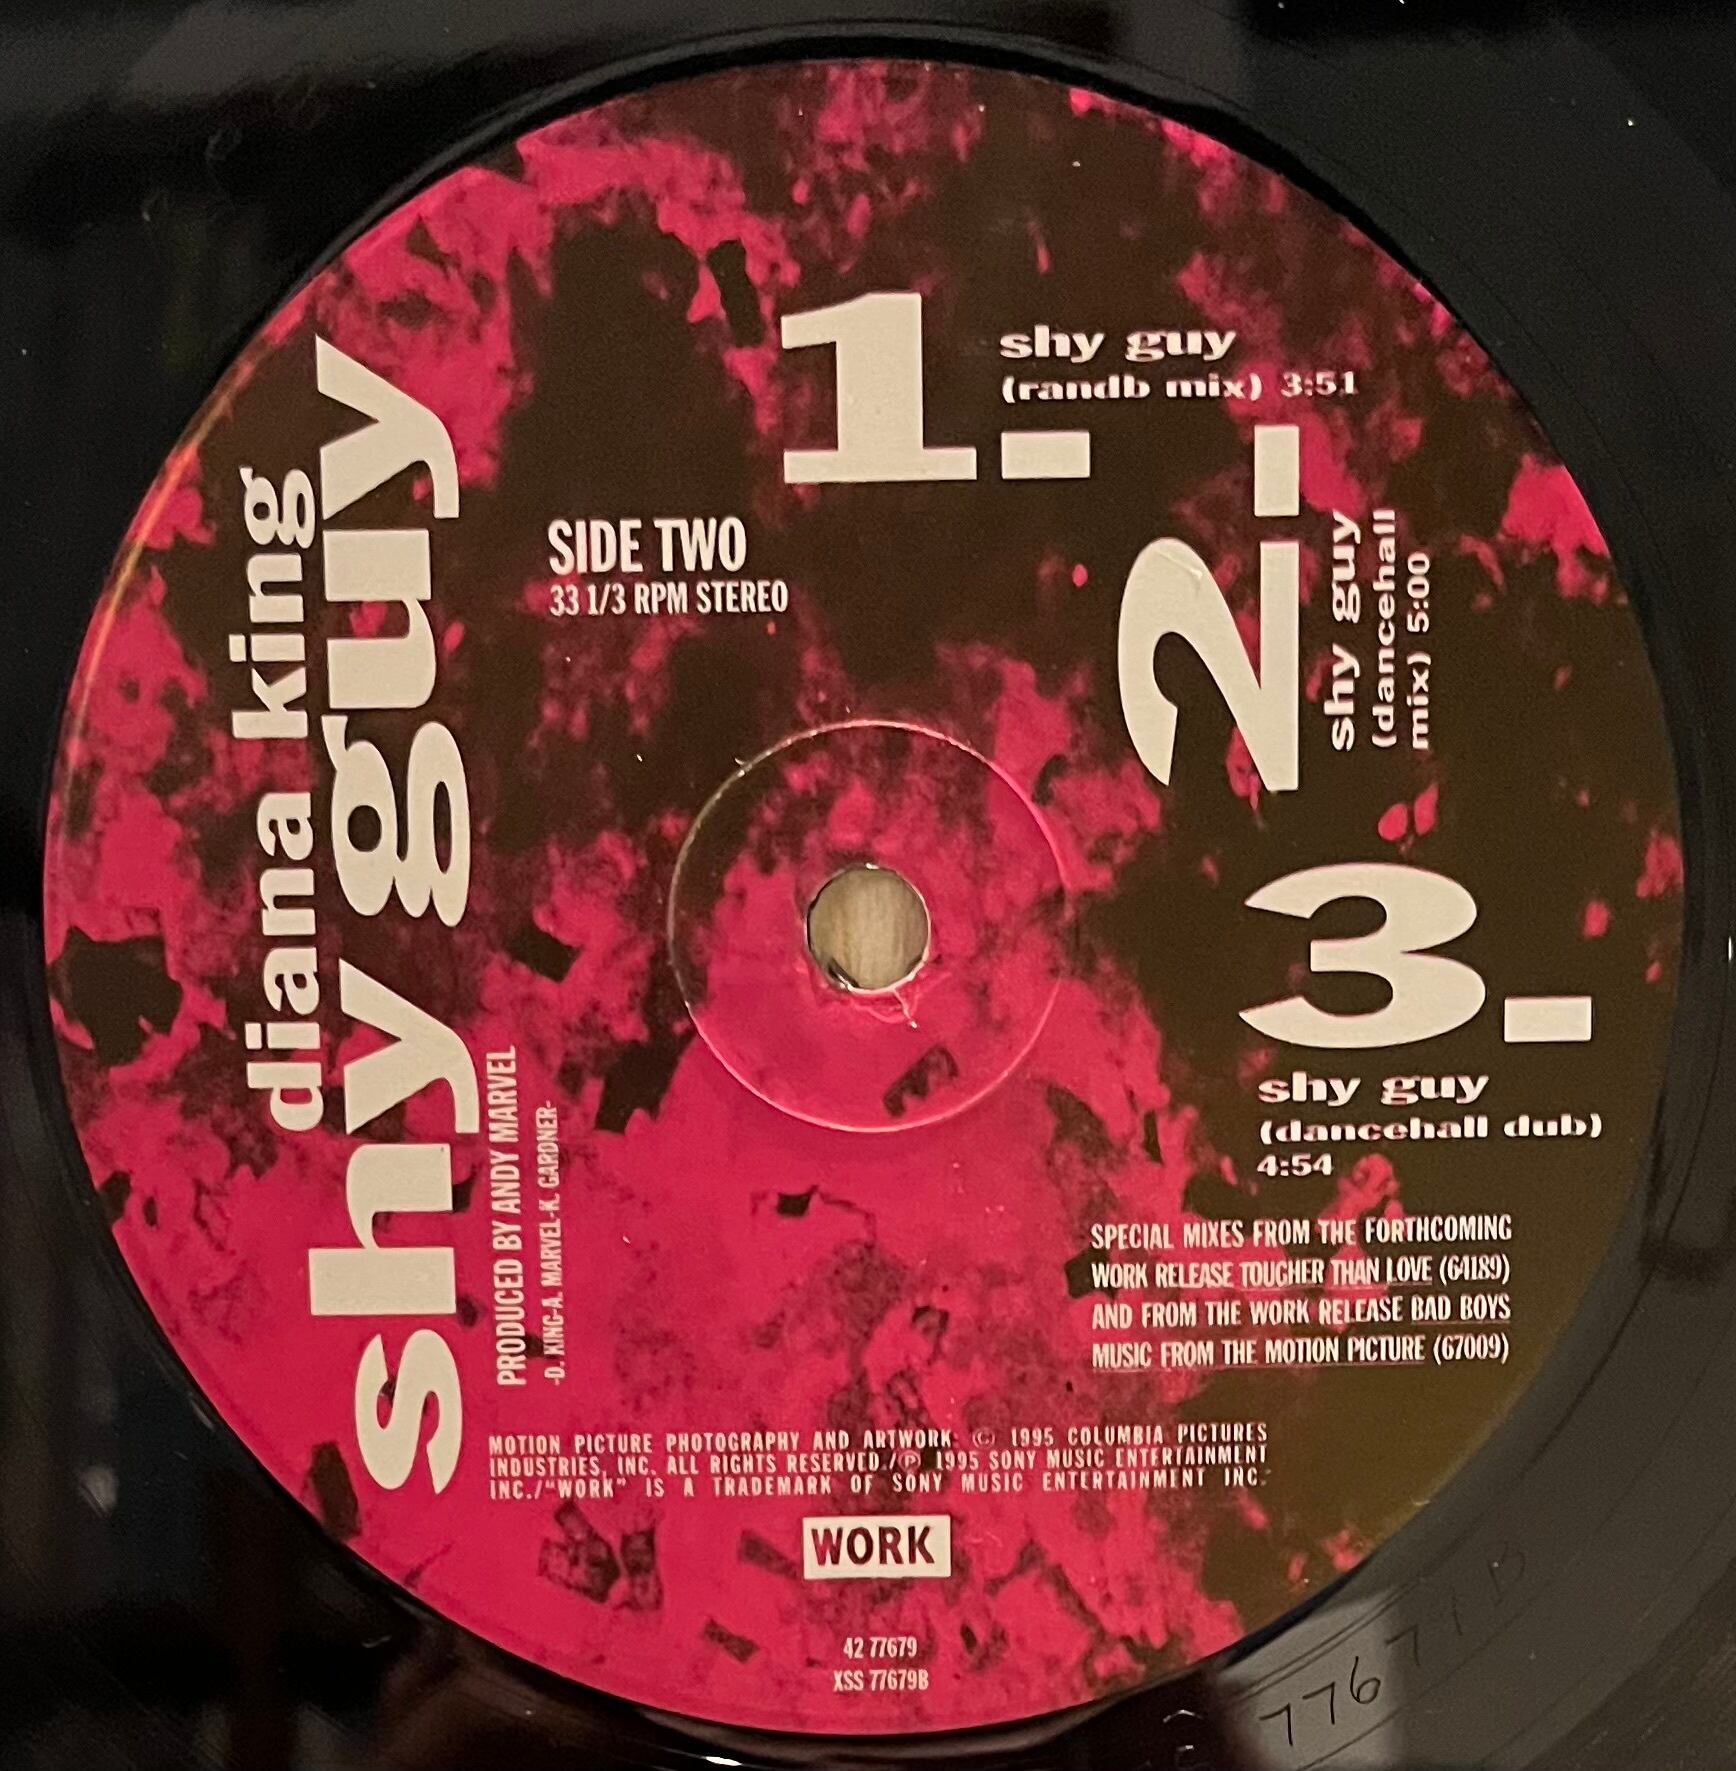 diana king
shy guy
PRODUCED BY ANDY MARVEL
-D. KING-A. MARVEL-K. GARDNER-
SIDE TWO
33 1/3 RPM STEREO
1.
shy guy
(randb mix) 3:51
2.
shy guy
(dancehall
mix) 5:00
3.
shy guy
(dancehall dub)
4:54
SPECIAL MIXES FROM THE FORTHCOMING
WORK RELEASE TOUGHER THAN LOVE (64189)
AND FROM THE WORK RELEASE BAD BOYS
MUSIC FROM THE MOTION PICTURE (67009)
MOTION PICTURE PHOTOGRAPHY AND ARTWORK © 1995 COLUMBIA PICTURES
INDUSTRIES, INC. ALL RIGHTS RESERVED./℗ 1995 SONY MUSIC ENTERTAINMENT
INC./"WORK" IS A TRADEMARK OF SONY MUSIC ENTERTAINMENT INC.
WORK
42 77679
XSS 77679B